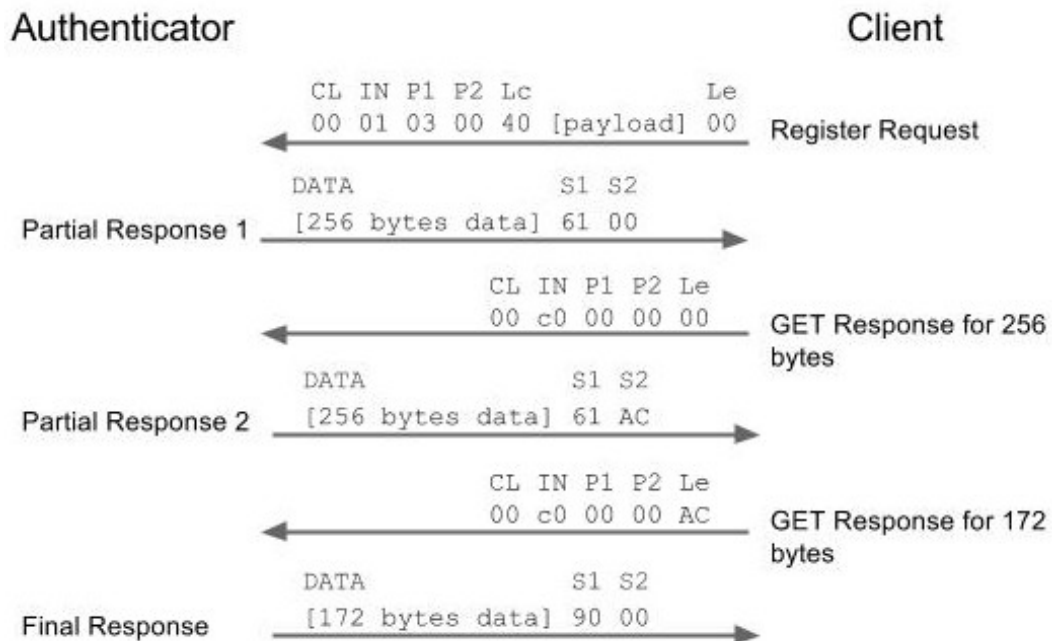 Authenticator Client
CL IN P1 P2 Lc Le
00 01 03 00 40 [payload] 00
Register Request
DATA S1 S2
Partial Response 1
[256 bytes data] 61 00
CL IN P1 P2 Le
00 c0 00 00 00
GET Response for 256
bytes
DATA S1 S2
Partial Response 2
[256 bytes data] 61 AC
CL IN P1 P2 Le
00 c0 00 00 AC
GET Response for 172
bytes
DATA S1 S2
Final Response
[172 bytes data] 90 00